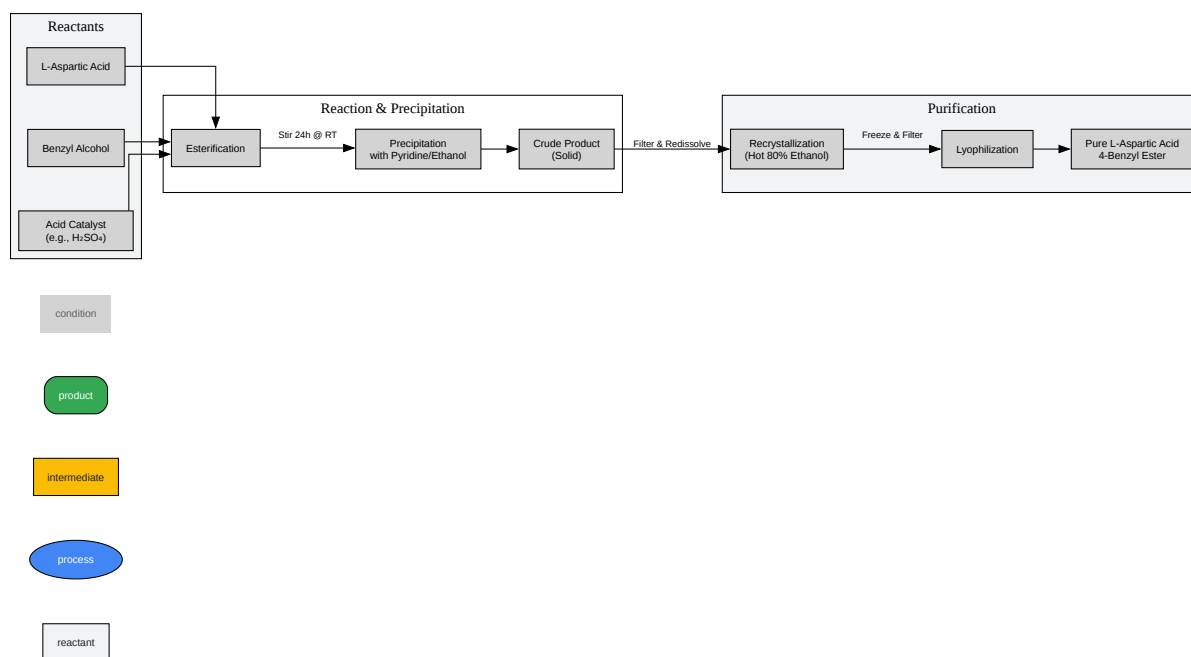 Reactants
L-Aspartic Acid
Benzyl Alcohol
Acid Catalyst
(e.g., H₂SO₄)
Reaction & Precipitation
Esterification
Stir 24h @ RT
Precipitation
with Pyridine/Ethanol
Crude Product
(Solid)
Filter & Redissolve
Purification
Recrystallization
(Hot 80% Ethanol)
Freeze & Filter
Lyophilization
Pure L-Aspartic Acid
4-Benzyl Ester
condition
product
intermediate
process
reactant